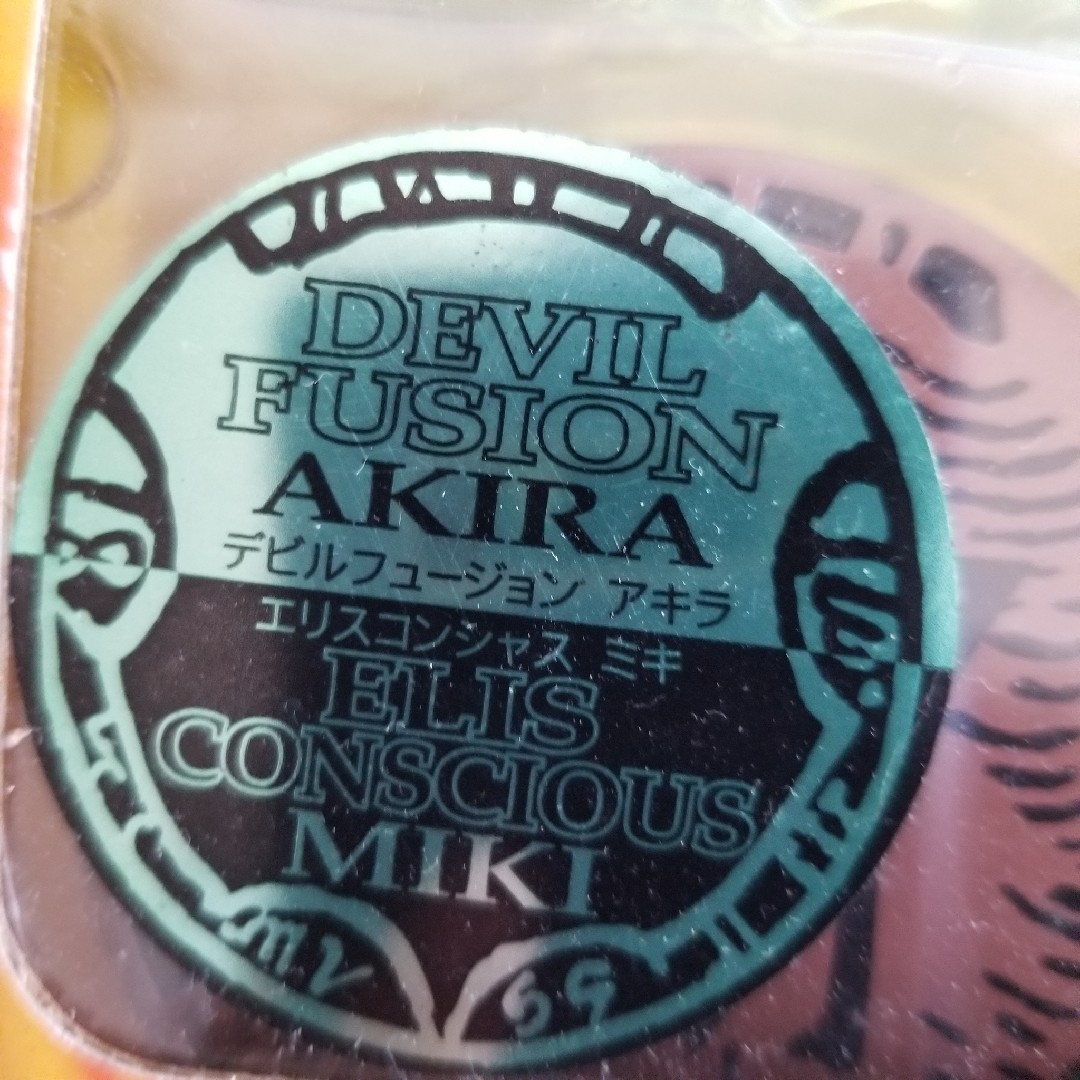 DEVIL
FUSION
AKIRA
デビルフュージョン アキラ
エリスコンシャス ミキ
ELIS
CONSCIOUS
MIKI